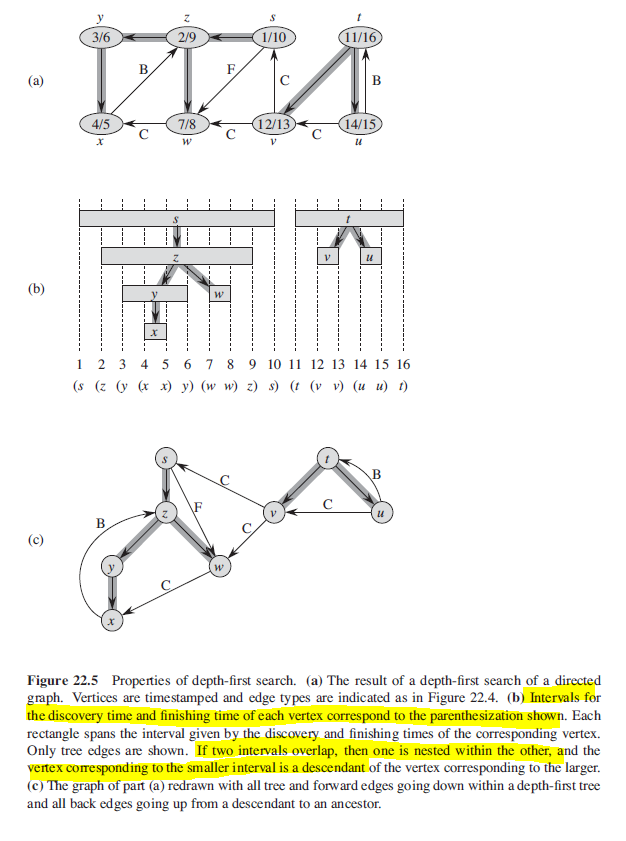 y z s t
3/6 2/9 1/10 11/16
(a) B F C B
4/5 7/8 12/13 14/15
C C C
x w v u
s t
z v u
(b) y w
x
1 2 3 4 5 6 7 8 9 10 11 12 13 14 15 16
(s (z (y (x x) y) (w w) z) s) (t (v v) (u u) t)
s t
C B
z F v C u
B C
(c) y w
C
x
Figure 22.5 Properties of depth-first search. (a) The result of a depth-first search of a directed
graph. Vertices are timestamped and edge types are indicated as in Figure 22.4. (b) Intervals for
the discovery time and finishing time of each vertex correspond to the parenthesization shown. Each
rectangle spans the interval given by the discovery and finishing times of the corresponding vertex.
Only tree edges are shown. If two intervals overlap, then one is nested within the other, and the
vertex corresponding to the smaller interval is a descendant of the vertex corresponding to the larger.
(c) The graph of part (a) redrawn with all tree and forward edges going down within a depth-first tree
and all back edges going up from a descendant to an ancestor.